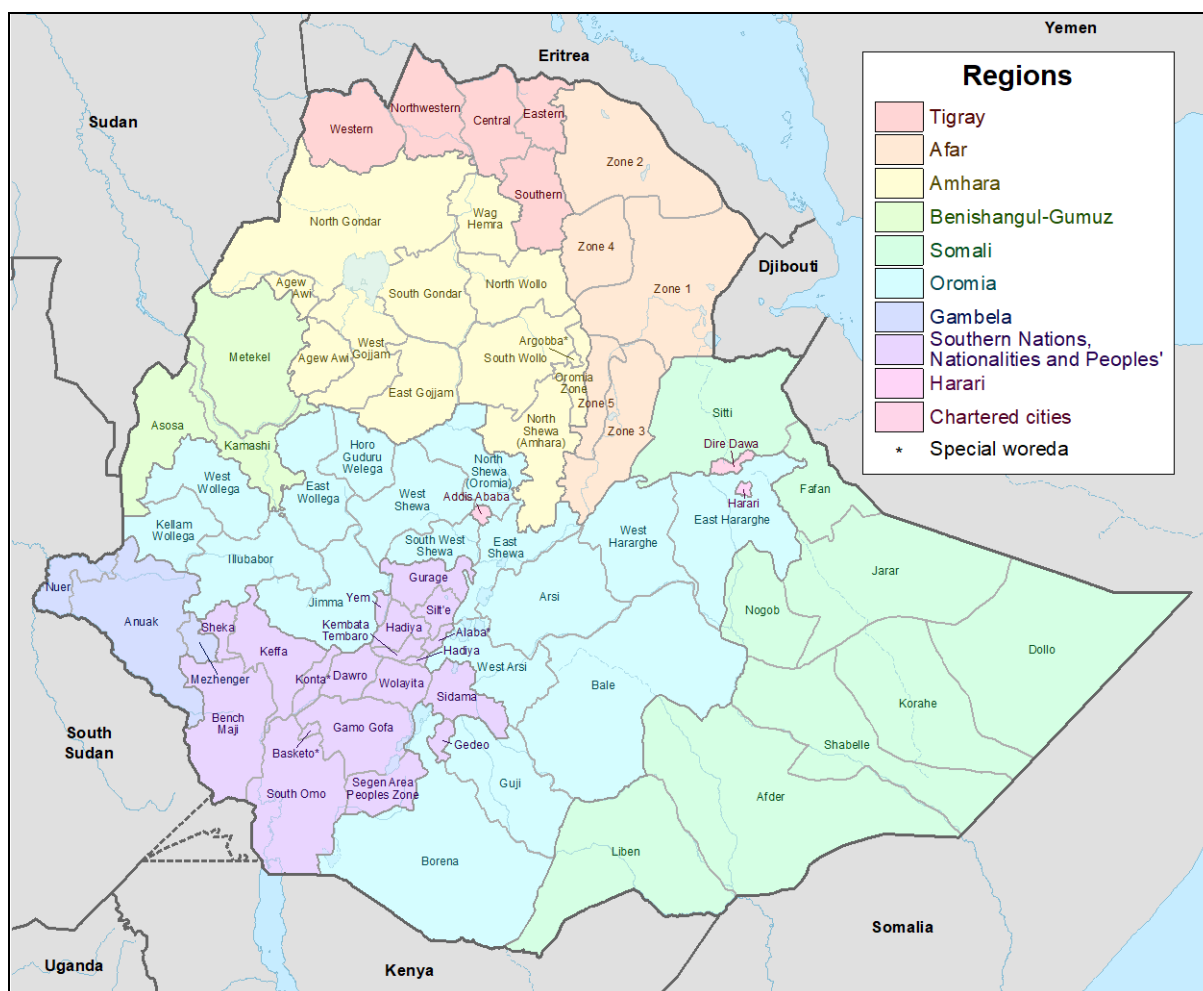 Yemen
Eritrea
Sudan
Djibouti
South
Sudan
Uganda
Kenya
Somalia
Regions
Tigray
Afar
Amhara
Benishangul-Gumuz
Somali
Oromia
Gambela
Southern Nations,
Nationalities and Peoples'
Harari
Chartered cities
* Special woreda
Western
Northwestern
Central
Eastern
Southern
Zone 2
Zone 4
Zone 1
Zone 5
Zone 3
North Gondar
Wag
Hemra
Agew
Awi
South Gondar
North Wollo
Agew Awi
West
Gojjam
East Gojjam
Argobba*
South Wollo
Oromia
Zone
North
Shewa
(Amhara)
Metekel
Asosa
Kamashi
Sitti
Dire Dawa
Harari
Fafan
Jarar
Nogob
Dollo
Korahe
Shabelle
Afder
Liben
West
Wollega
East
Wollega
Horo
Guduru
Welega
Kellam
Wollega
West
Shewa
North
Shewa
(Oromia)
Addis Ababa
South West
Shewa
East
Shewa
West
Hararghe
East Hararghe
Illubabor
Jimma
Arsi
West Arsi
Bale
Guji
Borena
Nuer
Anuak
Mezhenger
Sheka
Keffa
Bench
Maji
Yem
Gurage
Silt'e
Hadiya
Kembata
Tembaro
Alaba*
Hadiya
Konta*
Dawro
Wolayita
Sidama
Gamo Gofa
Gedeo
Basketo*
South Omo
Segen Area
Peoples Zone